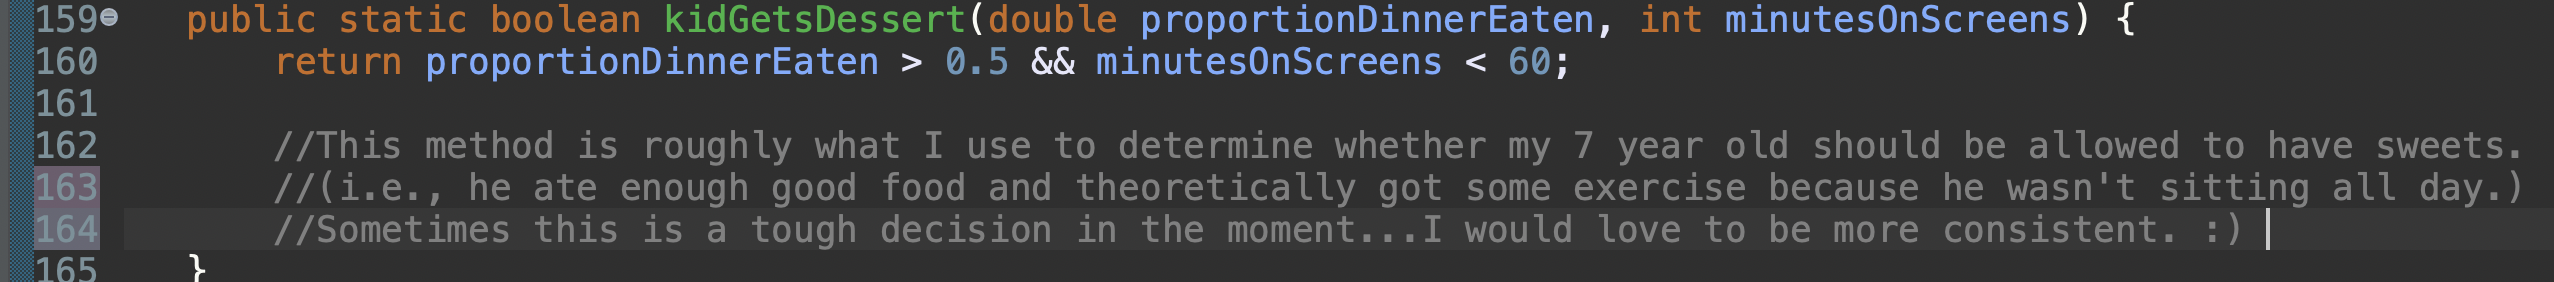 159 public static boolean kidGetsDessert(double proportionDinnerEaten, int minutesOnScreens) {
160 return proportionDinnerEaten > 0.5 && minutesOnScreens < 60;
161
162 //This method is roughly what I use to determine whether my 7 year old should be allowed to have sweets.
163 //(i.e., he ate enough good food and theoretically got some exercise because he wasn't sitting all day.)
164 //Sometimes this is a tough decision in the moment...I would love to be more consistent. :)
165 }